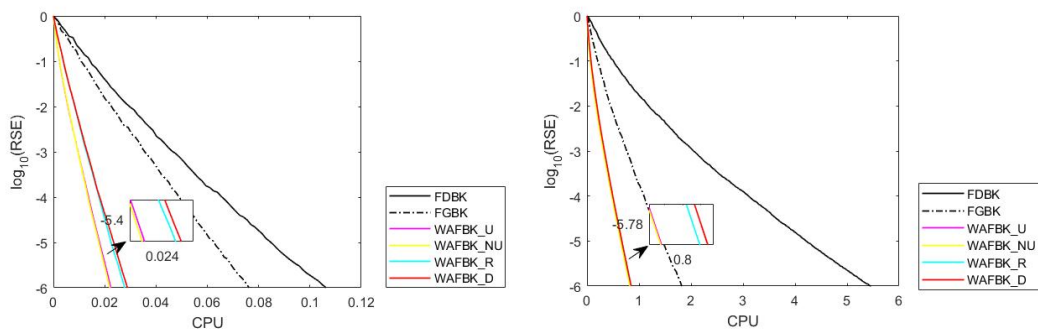 log10(RSE)
0
-1
-2
-3
-4
-5
-6
-5.4
0.024
0
0.02
0.04
0.06
0.08
0.1
0.12
CPU
FDBK
FGBK
WAFBK_U
WAFBK_NU
WAFBK_R
WAFBK_D
log10(RSE)
0
-1
-2
-3
-4
-5
-6
-5.78
0.8
0
1
2
3
4
5
6
CPU
FDBK
FGBK
WAFBK_U
WAFBK_NU
WAFBK_R
WAFBK_D